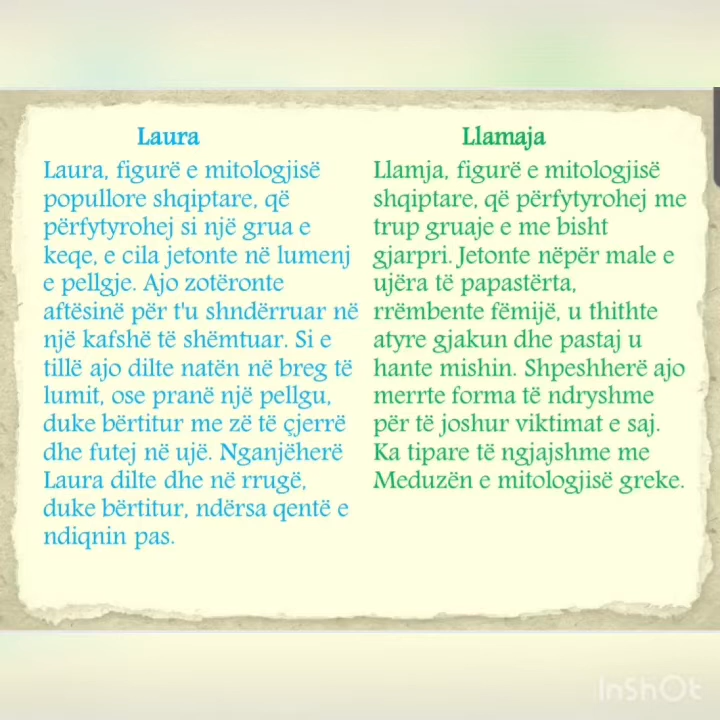 Laura
Laura, figurë e mitologjisë
popullore shqiptare, që
përfytyrohej si një grua e
keqe, e cila jetonte në lumenj
e pellgje. Ajo zotëronte
aftësinë për t'u shndërruar në
një kafshë të shëmtuar. Si e
tillë ajo dilte natën në breg të
lumit, ose pranë një pellgu,
duke bërtitur me zë të çjerrë
dhe futej në ujë. Nganjëherë
Laura dilte dhe në rrugë,
duke bërtitur, ndërsa qentë e
ndiqnin pas.
Llamaja
Llamja, figurë e mitologjisë
shqiptare, që përfytyrohej me
trup gruaje e me bisht
gjarpri. Jetonte nëpër male e
ujëra të papastërta,
rrëmbente fëmijë, u thithte
atyre gjakun dhe pastaj u
hante mishin. Shpeshherë ajo
merrte forma të ndryshme
për të joshur viktimat e saj.
Ka tipare të ngjajshme me
Meduzën e mitologjisë greke.
InShOt